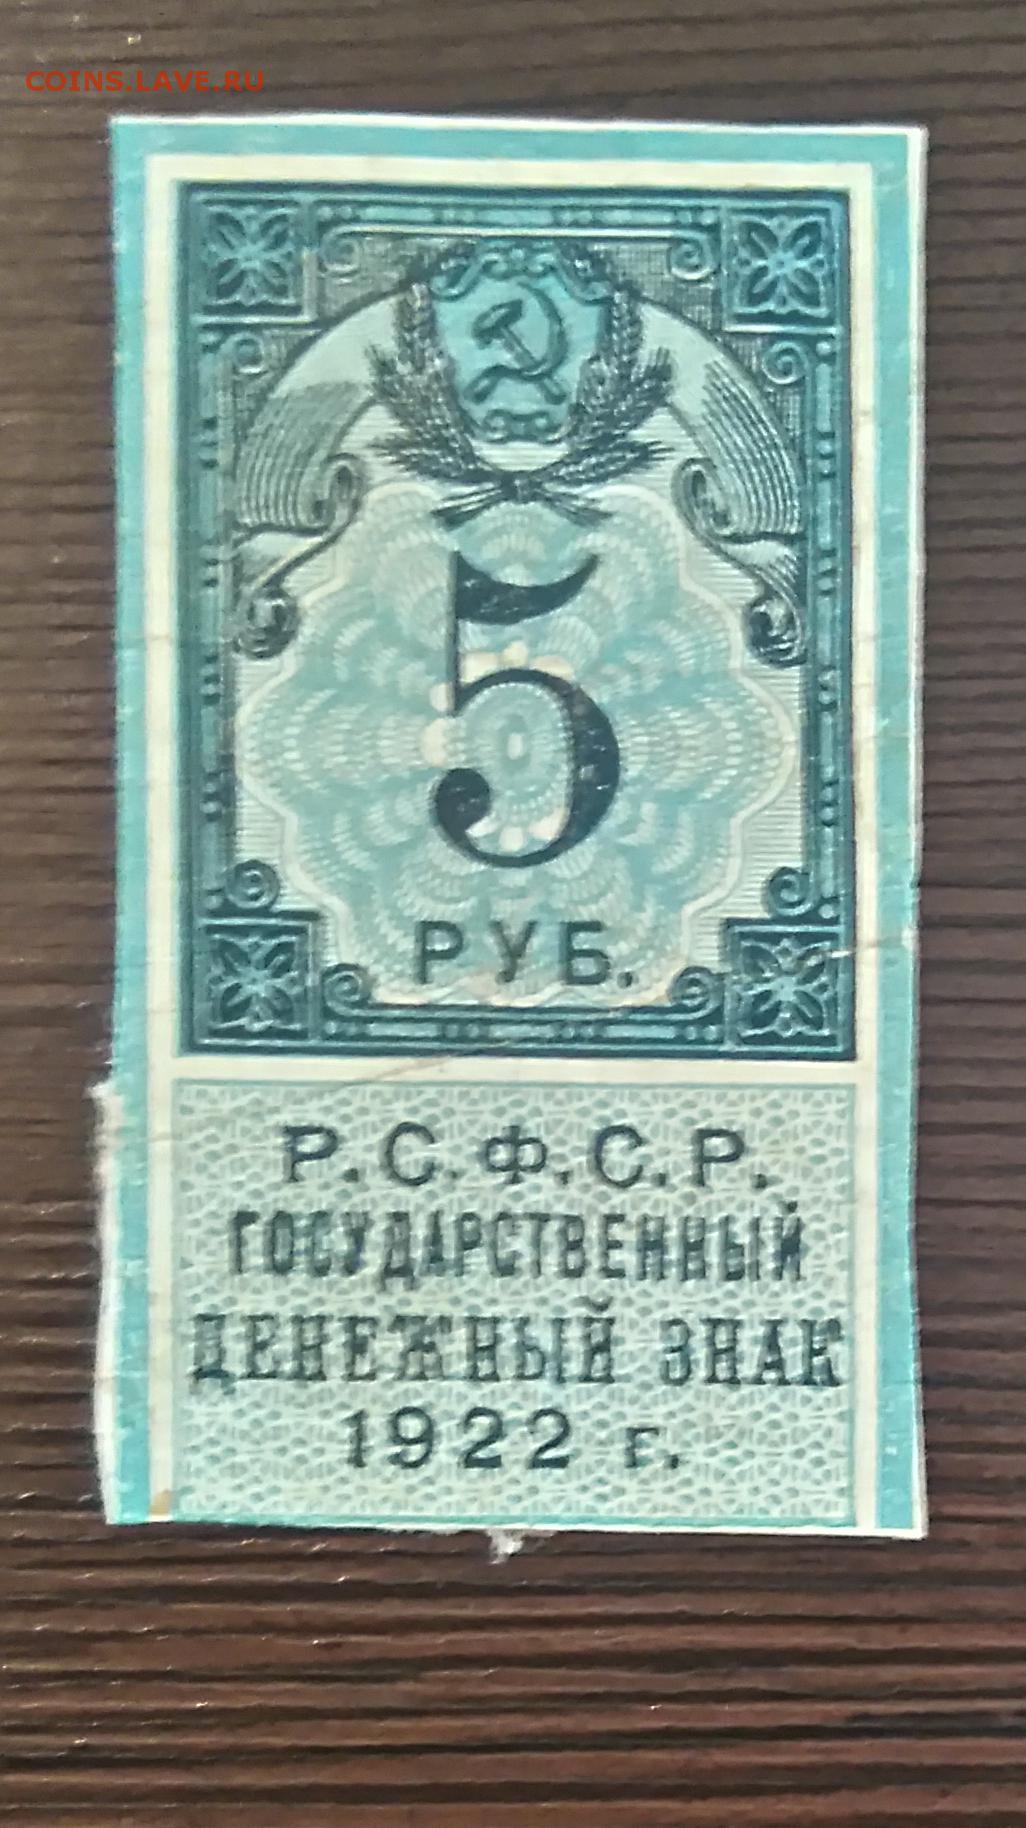 COINS.LAVE.RU
5
РУБ.
Р.С.Ф.С.Р.
ГОСУДАРСТВЕННЫЙ
ДЕНЕЖНЫЙ ЗНАК
1922 г.